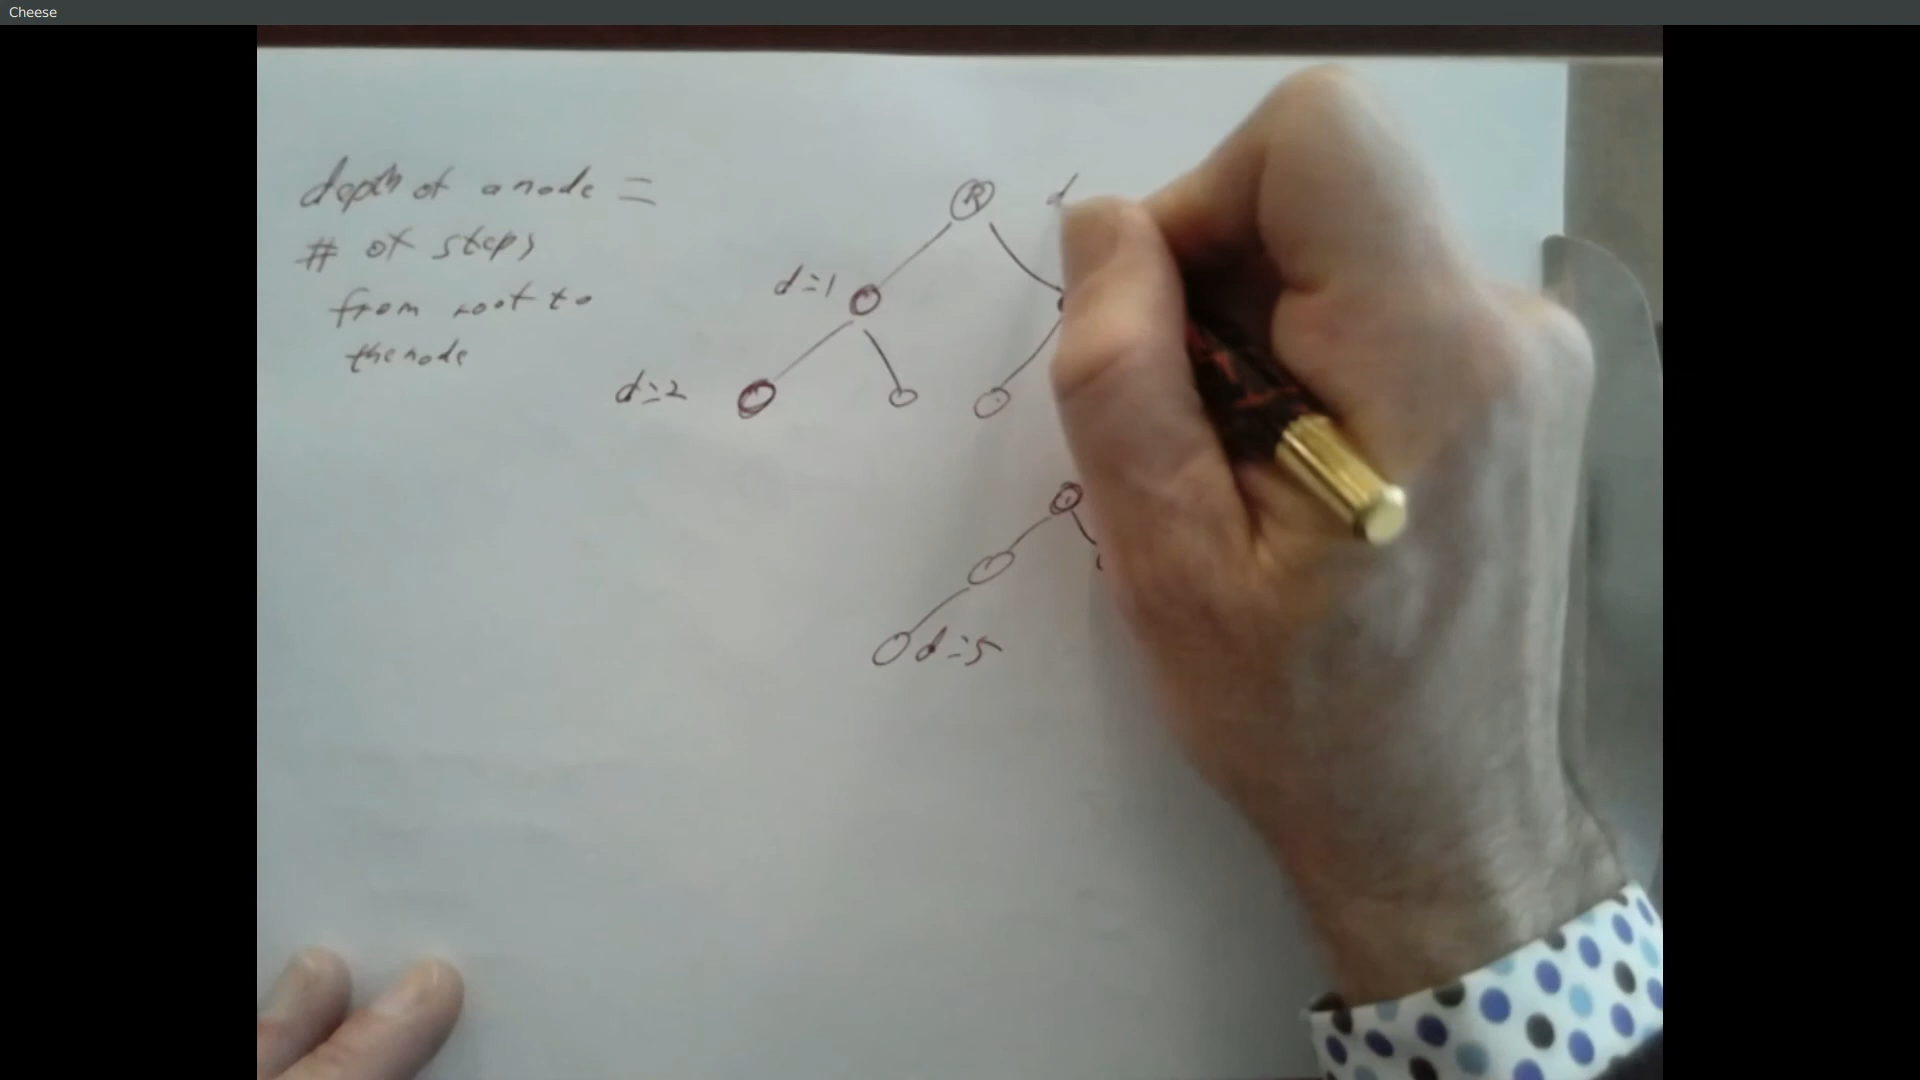 Cheese
depth of a node =
# of steps
from root to
the node
R
d
d=1
d=2
d=5